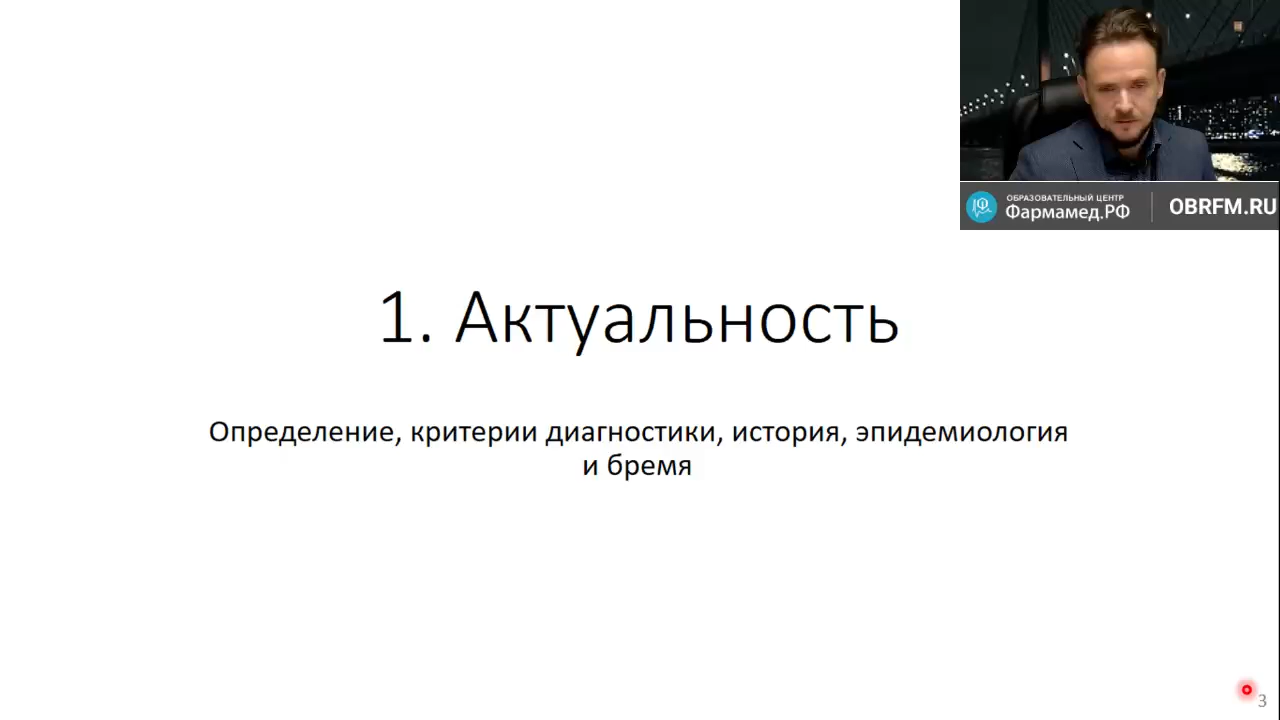 ОБРАЗОВАТЕЛЬНЫЙ ЦЕНТР
Фармамед.РФ
OBRFM.RU
1. Актуальность
Определение, критерии диагностики, история, эпидемиология
и бремя
3